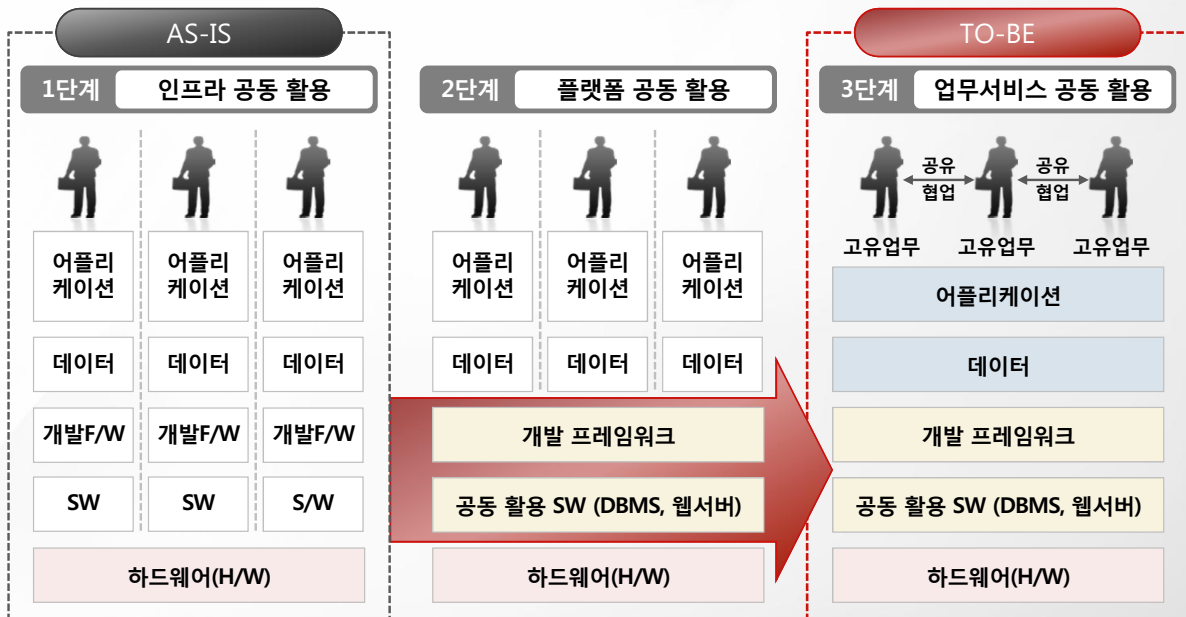 AS-IS
TO-BE
1단계 인프라 공동 활용
2단계 플랫폼 공동 활용
3단계 업무서비스 공동 활용
어플리
케이션
어플리
케이션
어플리
케이션
데이터
데이터
데이터
개발F/W
개발F/W
개발F/W
SW
SW
S/W
하드웨어(H/W)
어플리
케이션
어플리
케이션
어플리
케이션
데이터
데이터
데이터
개발 프레임워크
공동 활용 SW (DBMS, 웹서버)
하드웨어(H/W)
공유
협업
공유
협업
고유업무
고유업무
고유업무
어플리케이션
데이터
개발 프레임워크
공동 활용 SW (DBMS, 웹서버)
하드웨어(H/W)